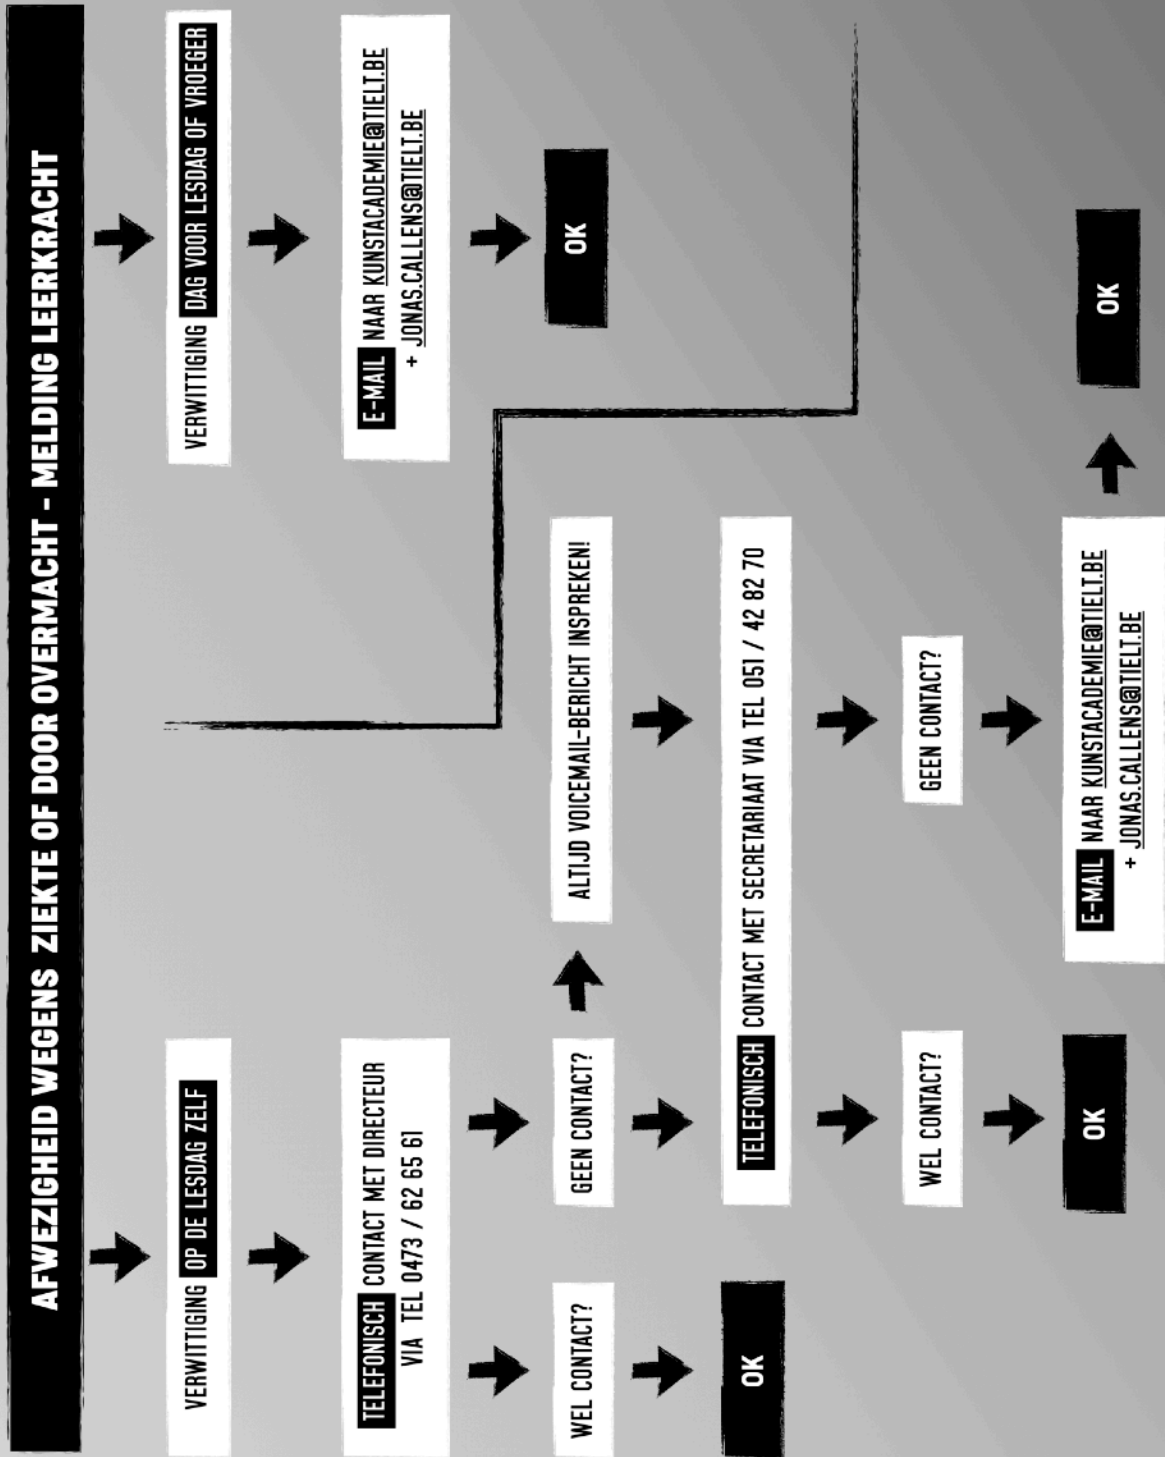 AFWEZIGHEID WEGENS ZIEKTE OF DOOR OVERMACHT - MELDING LEERKRACHT
VERWITTIGING OP DE LESDAG ZELF
TELEFONISCH CONTACT MET DIRECTEUR
VIA TEL 0473 / 62 65 61
WEL CONTACT?
OK
GEEN CONTACT?
ALTIJD VOICEMAIL-BERICHT INSPREKEN!
TELEFONISCH CONTACT MET SECRETARIAAT VIA TEL 051 / 42 82 70
WEL CONTACT?
OK
GEEN CONTACT?
E-MAIL NAAR KUNSTACADEMIE@TIELT.BE
+ JONAS.CALLENS@TIELT.BE
OK
VERWITTIGING DAG VOOR LESDAG OF VROEGER
E-MAIL NAAR KUNSTACADEMIE@TIELT.BE
+ JONAS.CALLENS@TIELT.BE
OK